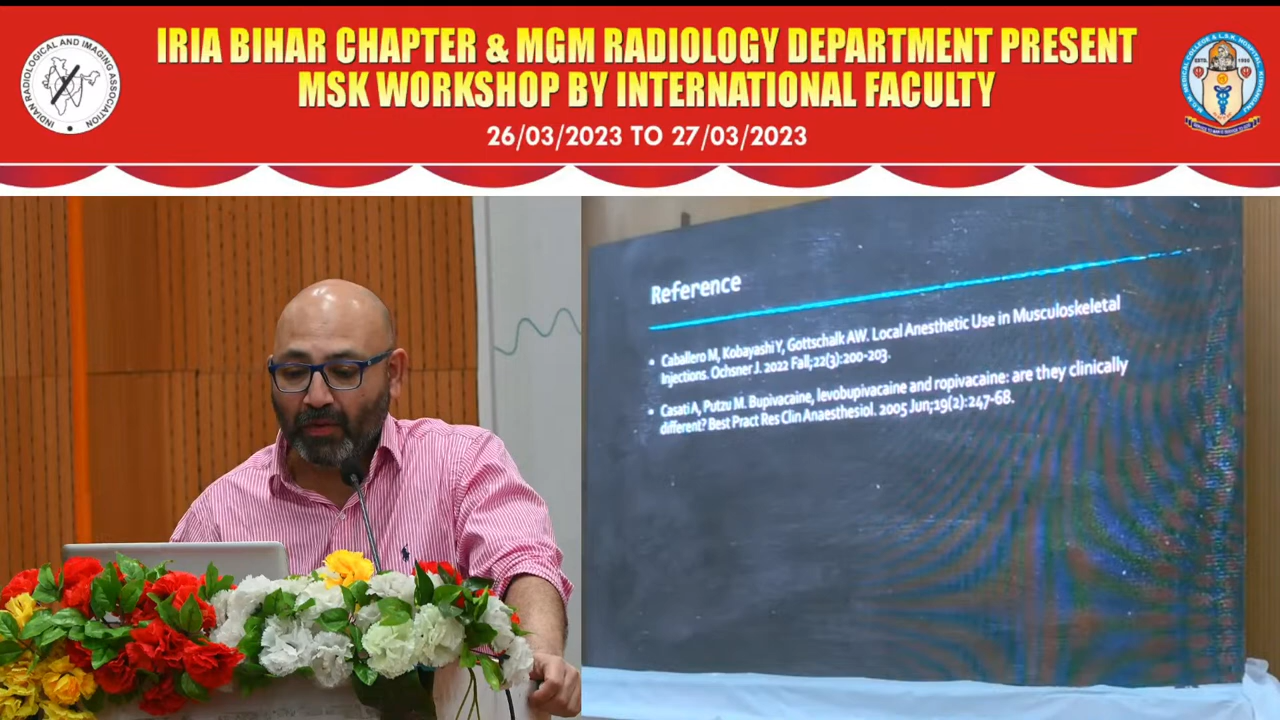 IRIA BIHAR CHAPTER & MGM RADIOLOGY DEPARTMENT PRESENT
MSK WORKSHOP BY INTERNATIONAL FACULTY
26/03/2023 TO 27/03/2023
INDIAN RADIOLOGICAL AND IMAGING ASSOCIATION
Reference
• Caballero M, Kobayashi Y, Gottschalk AW. Local Anesthetic Use in Musculoskeletal
Injections. Ochsner J. 2022 Fall;22(3):200-203.
• Casati A, Putzu M. Bupivacaine, levobupivacaine and ropivacaine: are they clinically
different? Best Pract Res Clin Anaesthesiol. 2005 Jun;19(2):247-68.